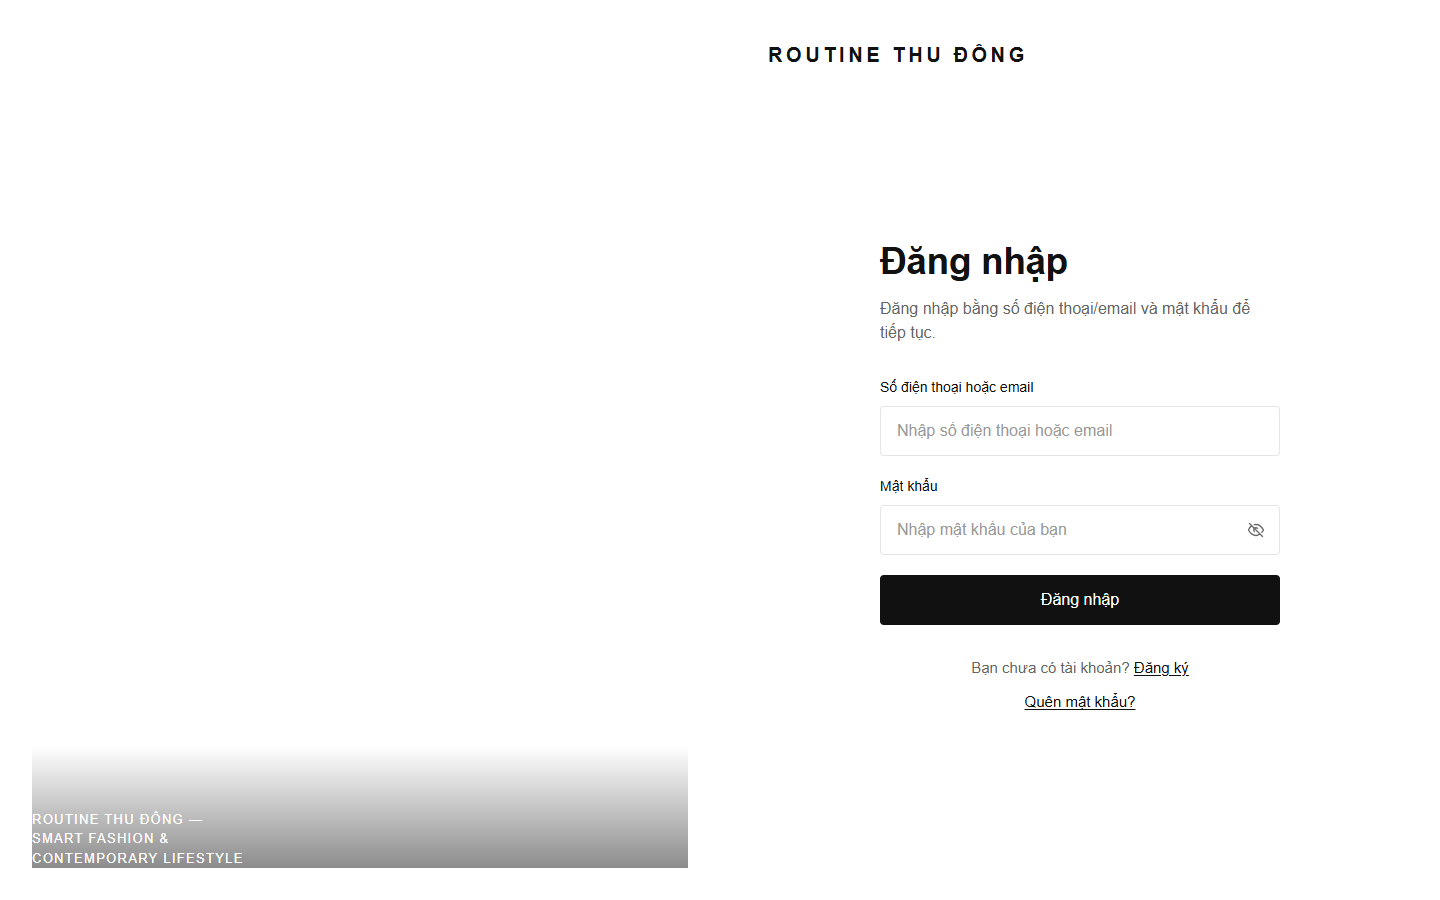 ROUTINE THU ĐÔNG
Đăng nhập
Đăng nhập bằng số điện thoại/email và mật khẩu để
tiếp tục.
Số điện thoại hoặc email
Nhập số điện thoại hoặc email
Mật khẩu
Nhập mật khẩu của bạn
Đăng nhập
Bạn chưa có tài khoản? Đăng ký
Quên mật khẩu?
ROUTINE THU ĐÔNG —
SMART FASHION &
CONTEMPORARY LIFESTYLE